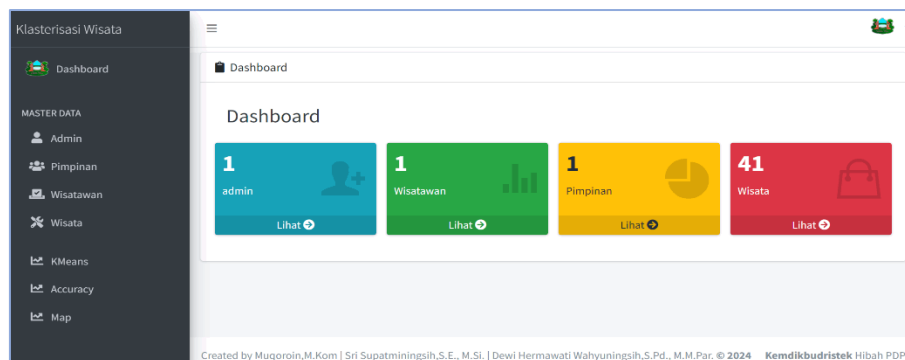 Klasterisasi Wisata
Dashboard
MASTER DATA
Admin
Pimpinan
Wisatawan
Wisata
KMeans
Accuracy
Map
Dashboard
Dashboard
1
admin
Lihat
1
Wisatawan
Lihat
1
Pimpinan
Lihat
41
Wisata
Lihat
Created by Muqoroin,M.Kom | Sri Supatminingsih,S.E., M.Si. | Dewi Hermawati Wahyuningsih,S.Pd., M.M.Par. © 2024 Kemdikbudristek Hibah PDP